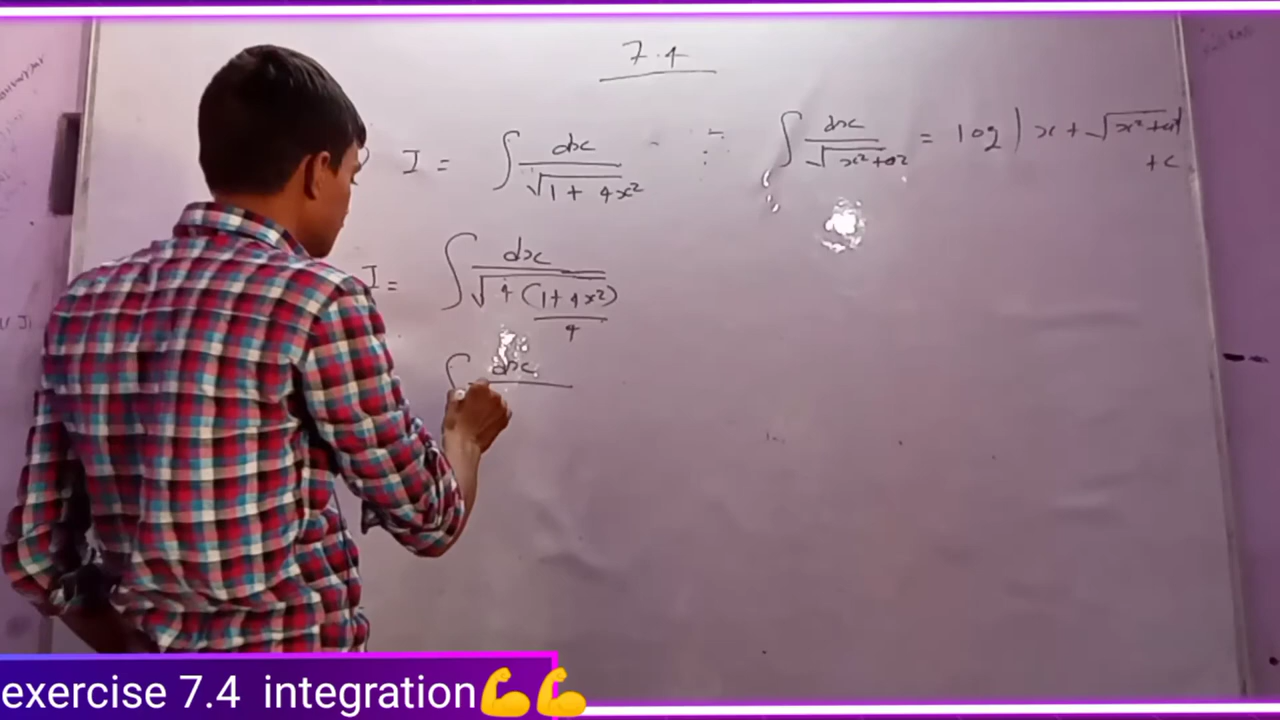 7.4
I = ∫ dx / √(1 + 4x²) ∵ ∫ dx / √(x²+a²) = log | x + √(x²+a²) | + c
I = ∫ dx / √(4 (1+4x²) / 4)
∫ dx
exercise 7.4 integration💪💪